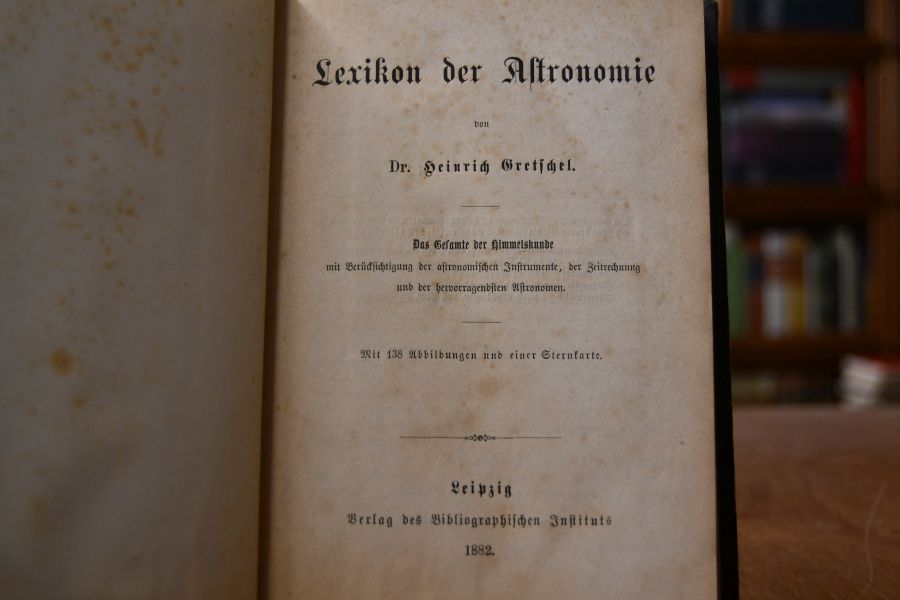 Lexikon der Astronomie
von
Dr. Heinrich Gretschel.
Das Gesamte der Himmelskunde
mit Berücksichtigung der astronomischen Instrumente, der Zeitrechnung
und der hervorragendsten Astronomen.
Mit 138 Abbildungen und einer Sternkarte.
Leipzig
Verlag des Bibliographischen Instituts
1882.